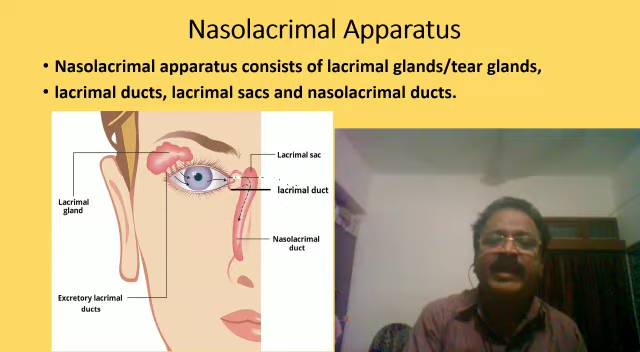 Nasolacrimal Apparatus
• Nasolacrimal apparatus consists of lacrimal glands/tear glands,
• lacrimal ducts, lacrimal sacs and nasolacrimal ducts.
Lacrimal sac
lacrimal duct
Lacrimal
gland
Nasolacrimal
duct
Excretory lacrimal
ducts